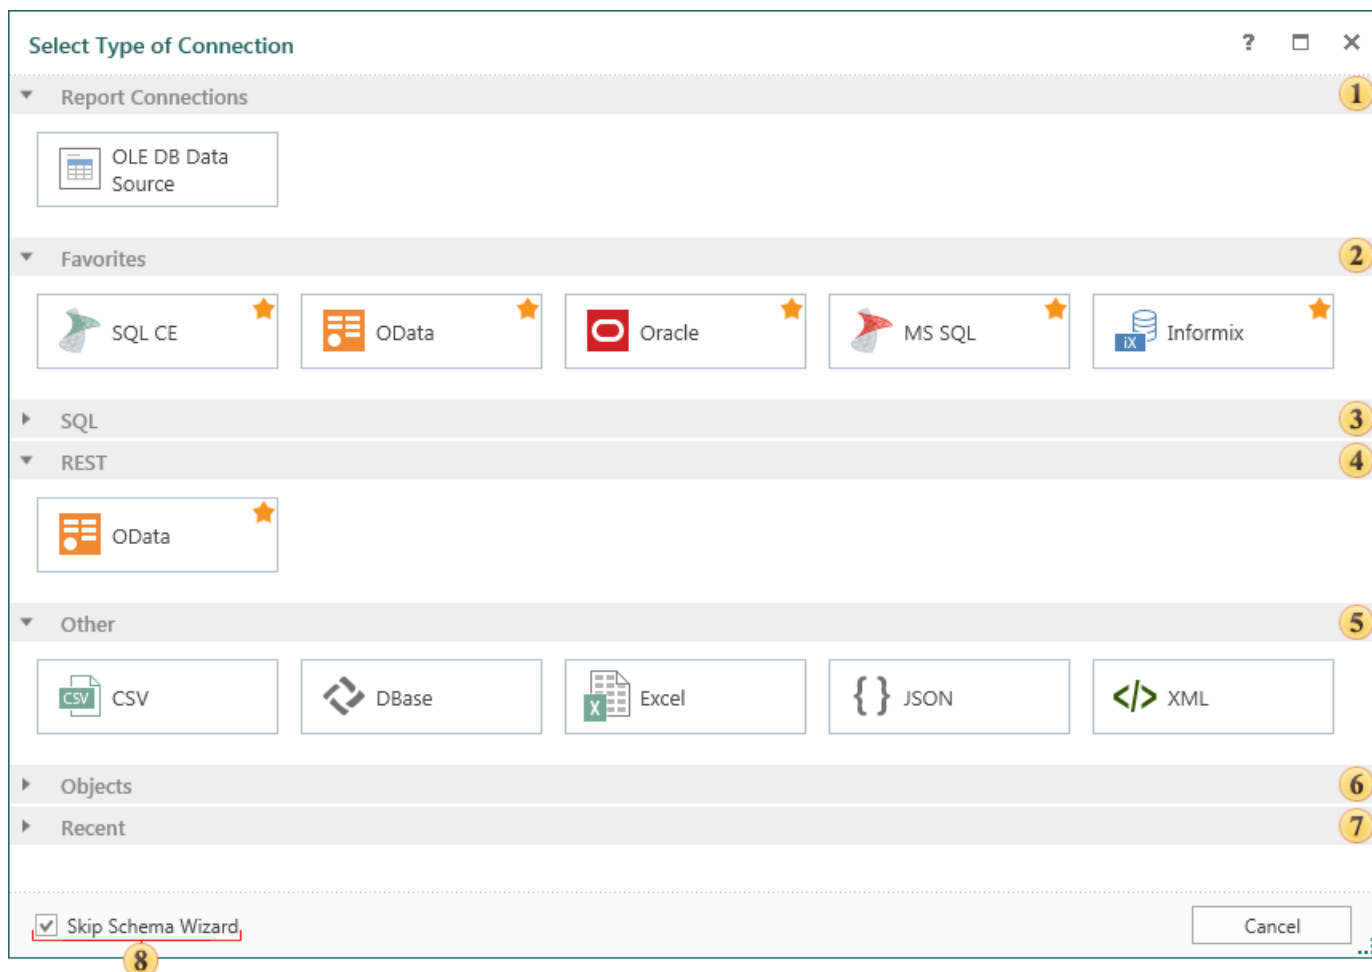 Select Type of Connection ?
Report Connections 1
OLE DB Data
Source
Favorites 2
SQL CE
OData
Oracle
MS SQL
iX
Informix
SQL 3
REST 4
OData
Other 5
CSV CSV
DBase
X Excel
{ } JSON
</> XML
Objects 6
Recent 7
Skip Schema Wizard
Cancel
8